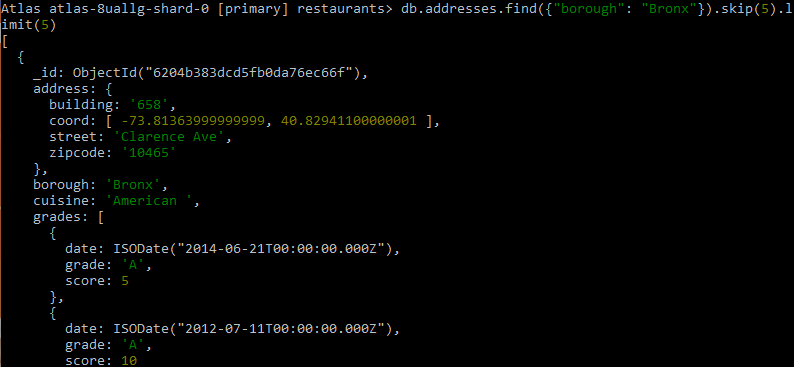 Atlas atlas-8uallg-shard-0 [primary] restaurants> db.addresses.find({"borough": "Bronx"}).skip(5).l
imit(5)
[
  {
    _id: ObjectId("6204b383dcd5fb0da76ec66f"),
    address: {
      building: '658',
      coord: [ -73.81363999999999, 40.82941100000001 ],
      street: 'Clarence Ave',
      zipcode: '10465'
    },
    borough: 'Bronx',
    cuisine: 'American ',
    grades: [
      {
        date: ISODate("2014-06-21T00:00:00.000Z"),
        grade: 'A',
        score: 5
      },
      {
        date: ISODate("2012-07-11T00:00:00.000Z"),
        grade: 'A',
        score: 10